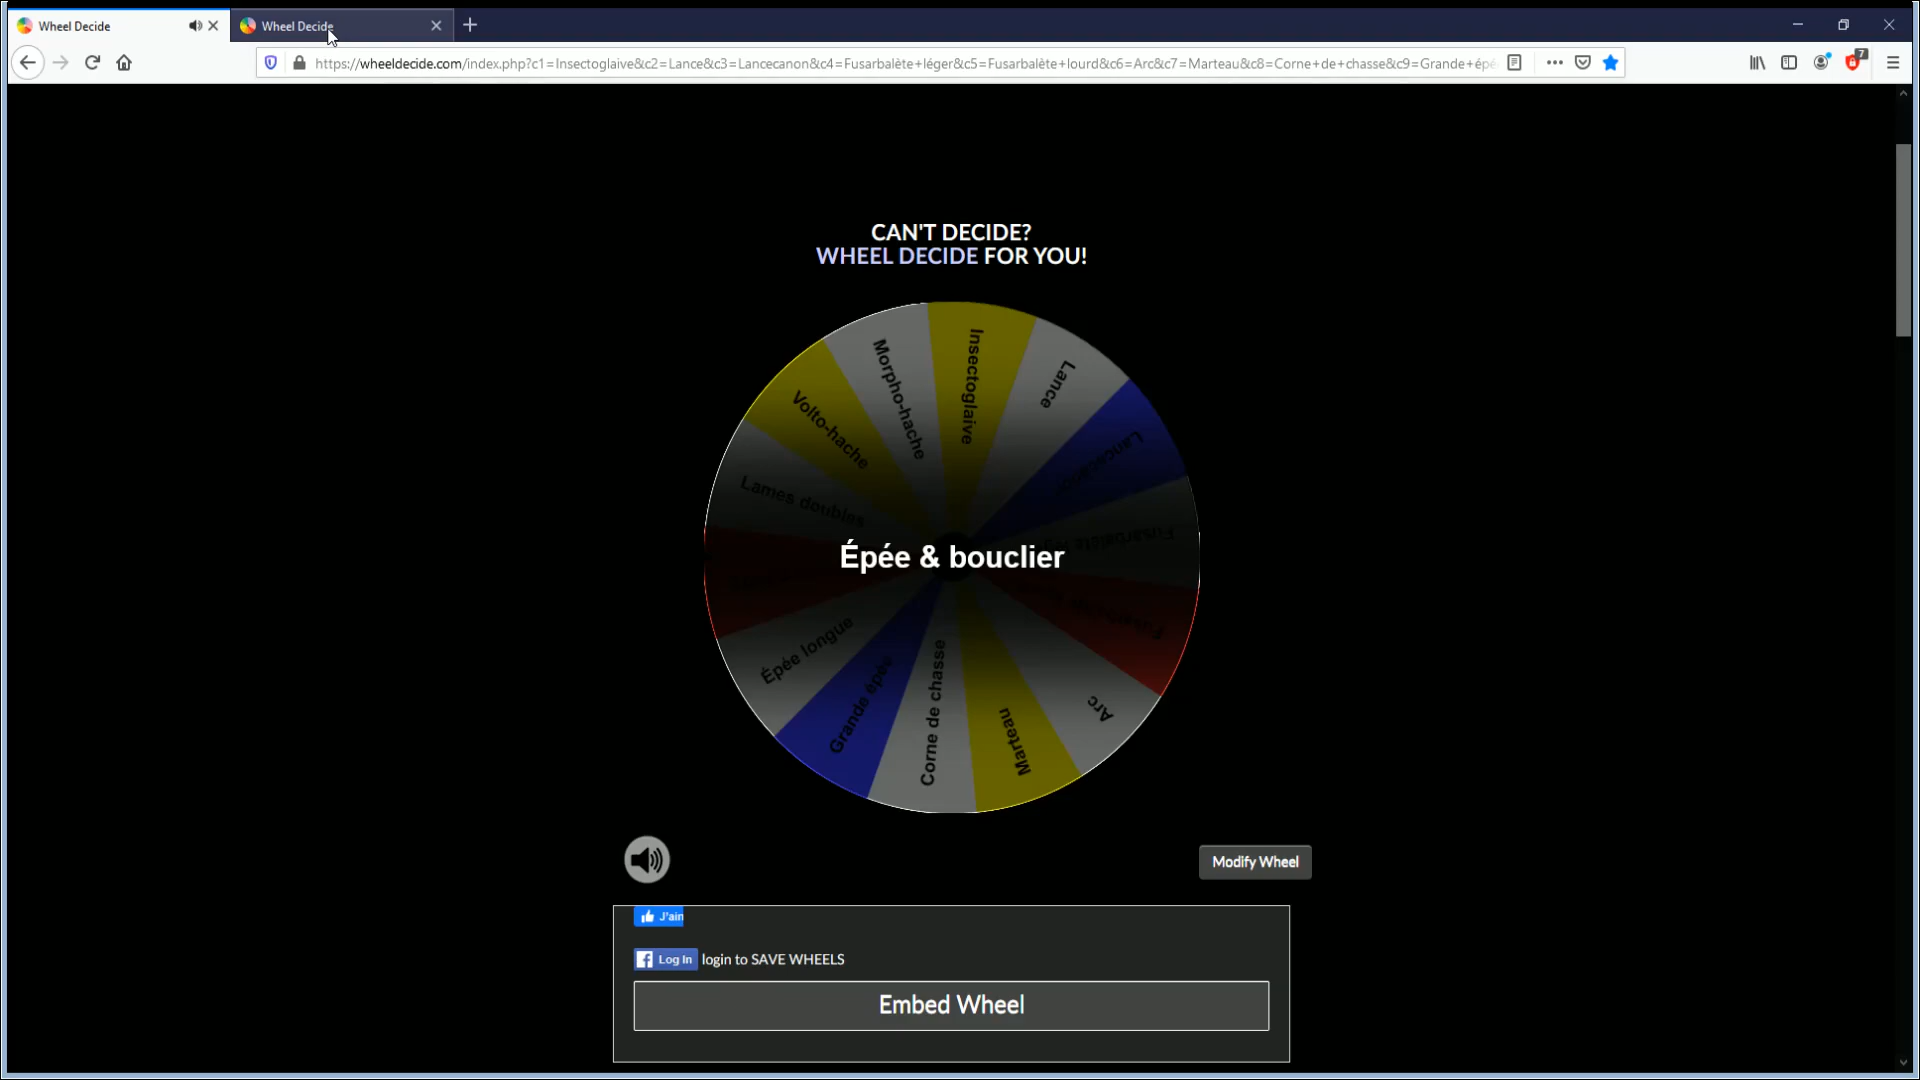 Wheel Decide
Wheel Decide
7
https://wheeldecide.com/index.php?c1=Insectoglaive&c2=Lance&c3=Lancecanon&c4=Fusarbalète+léger&c5=Fusarbalète+lourd&c6=Arc&c7=Marteau&c8=Corne+de+chasse&c9=Grande+épé
CAN'T DECIDE?
WHEEL DECIDE FOR YOU!
Insectoglaive
Lance
Morpho-hache
Volto-hache
Lancecanon
Lames doubles
Épée & bouclier
Épée longue
Grande épée
Corne de chasse
Marteau
Arc
Modify Wheel
J'aim
Log In login to SAVE WHEELS
Embed Wheel